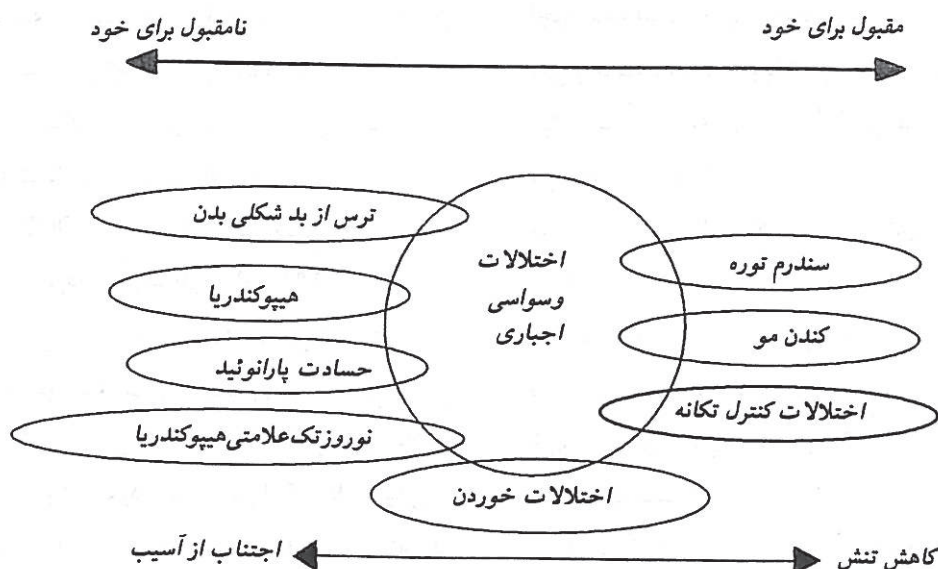 مقبول برای خود
نامقبول برای خود
ترس از بد شکلی بدن
اختلالات
وسواسی
اجباری
سندرم توره
هیپوکندریا
کندن مو
حسادت پارانوئید
اختلالات کنترل تکانه
نوروزتک‌علامتی هیپوکندریا
اختلالات خوردن
کاهش تنش
اجتناب از آسیب